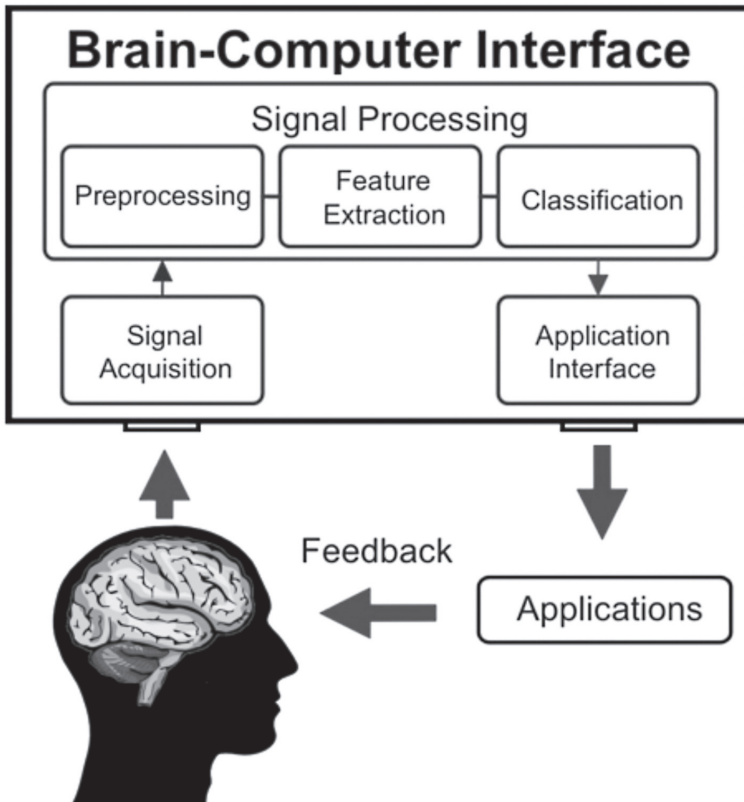 Brain-Computer Interface
Signal Processing
Preprocessing
Feature
Extraction
Classification
Signal
Acquisition
Application
Interface
Feedback
Applications